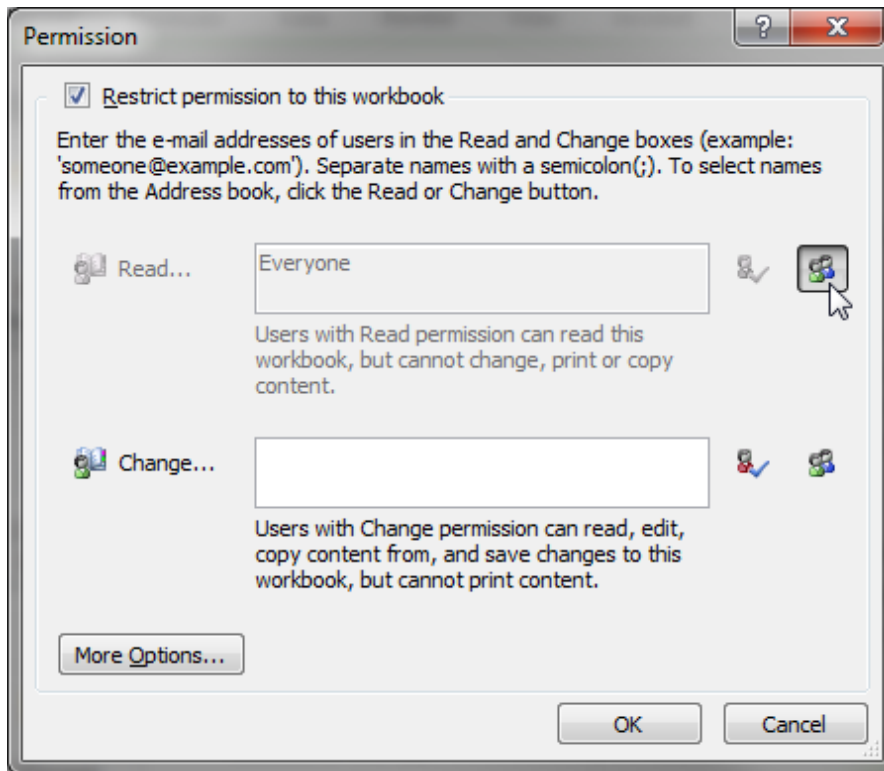 Permission
?
X
Restrict permission to this workbook
Enter the e-mail addresses of users in the Read and Change boxes (example:
'someone@example.com'). Separate names with a semicolon(;). To select names
from the Address book, click the Read or Change button.
Read...
Everyone
Users with Read permission can read this
workbook, but cannot change, print or copy
content.
Change...
Users with Change permission can read, edit,
copy content from, and save changes to this
workbook, but cannot print content.
More Options...
OK
Cancel